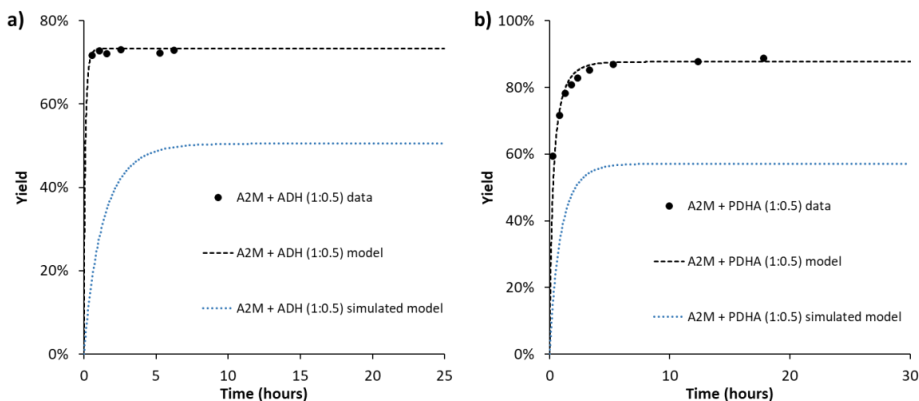 a)
80%
60%
40%
20%
0%
Yield
A2M + ADH (1:0.5) data
A2M + ADH (1:0.5) model
A2M + ADH (1:0.5) simulated model
0 5 10 15 20 25
Time (hours)
b)
100%
80%
60%
40%
20%
0%
Yield
A2M + PDHA (1:0.5) data
A2M + PDHA (1:0.5) model
A2M + PDHA (1:0.5) simulated model
0 10 20 30
Time (hours)